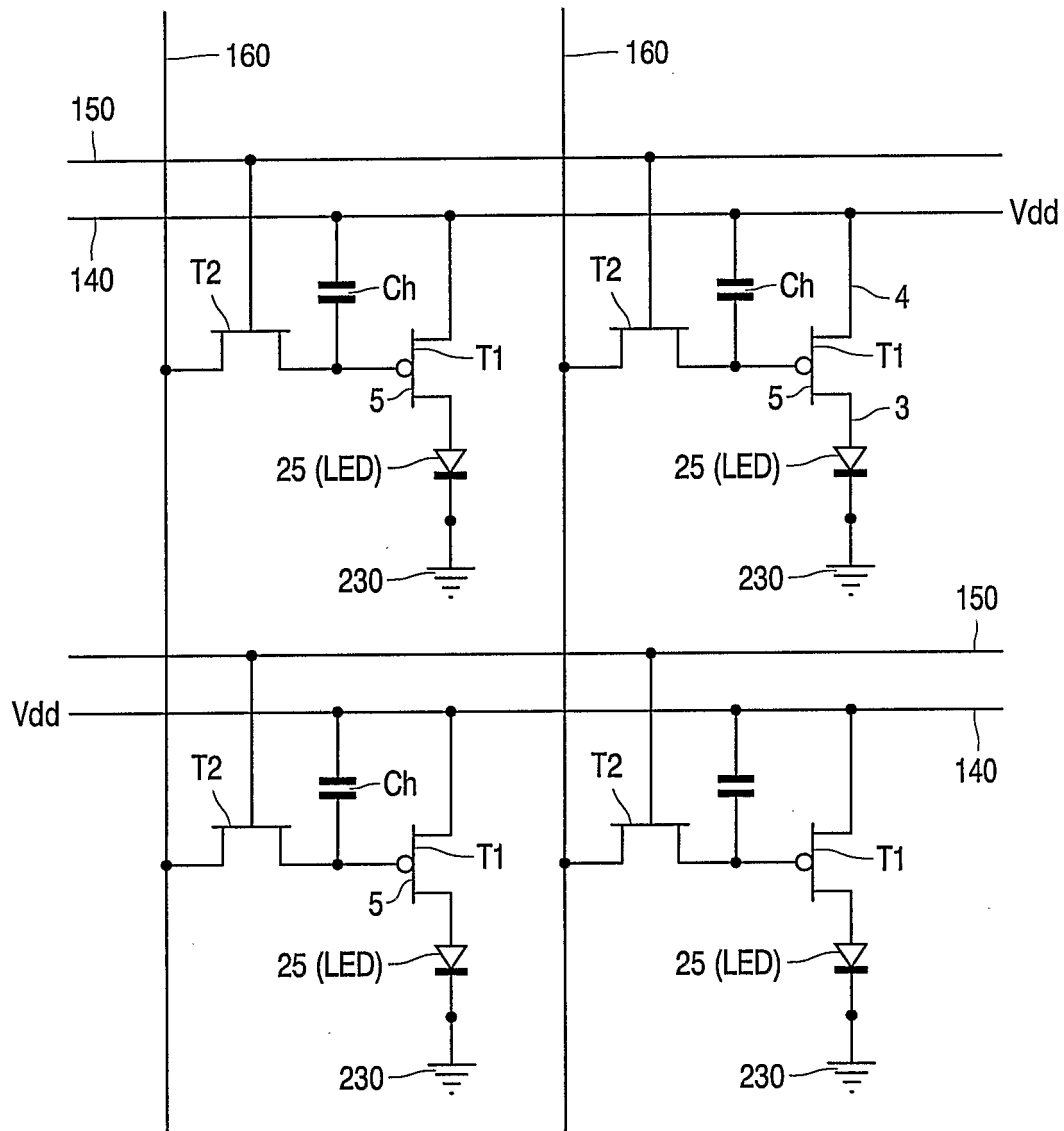 160 160
150
140 Vdd
T2 Ch T2 Ch 4
T1 T1
5 5 3
25 (LED) 25 (LED)
230 230
150
Vdd 140
T2 Ch T2
T1 T1
5
25 (LED) 25 (LED)
230 230